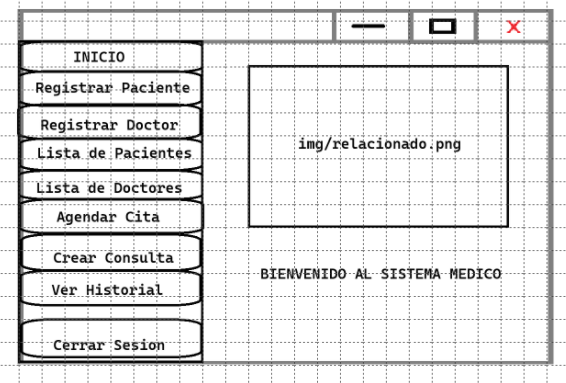 X
INICIO
Registrar Paciente
Registrar Doctor
Lista de Pacientes
Lista de Doctores
Agendar Cita
Crear Consulta
Ver Historial
Cerrar Sesion
img/relacionado.png
BIENVENIDO AL SISTEMA MEDICO